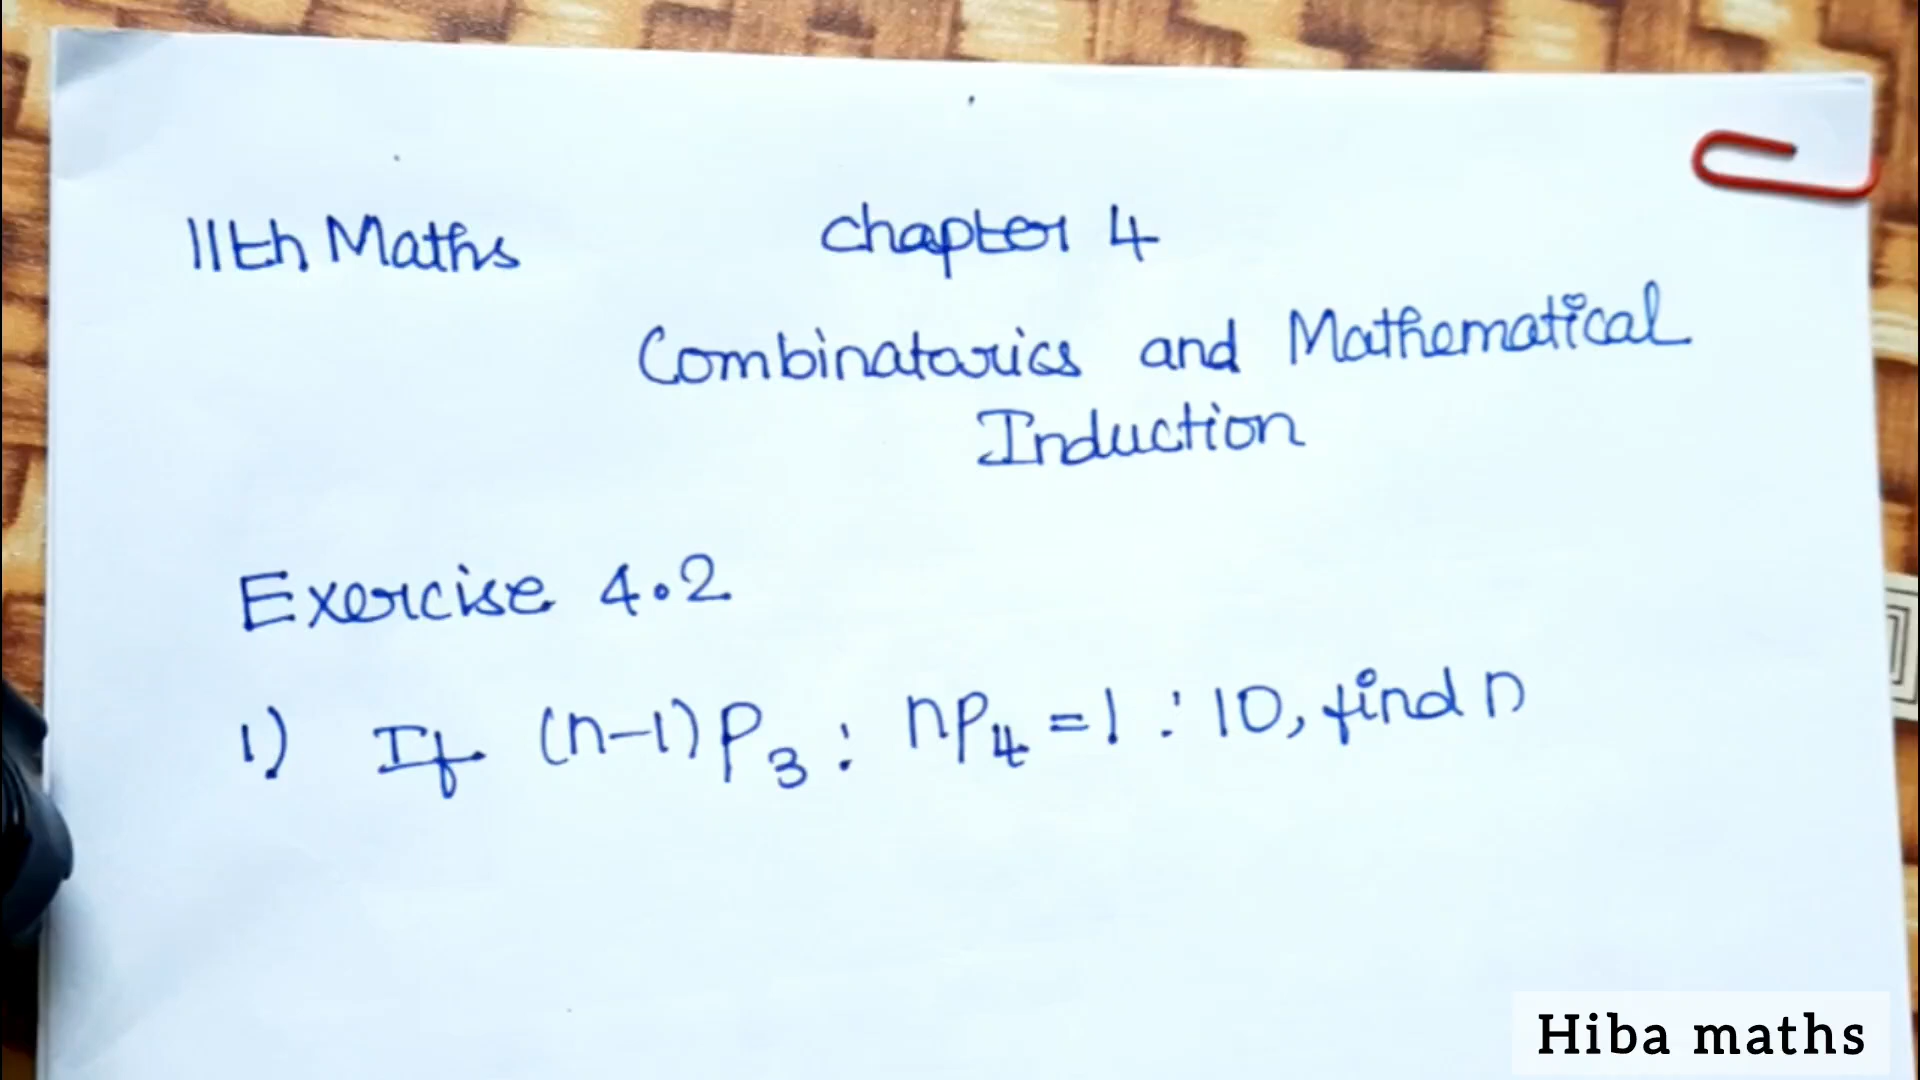 11th Maths
chapter 4
Combinatarics and Mathematical
Induction
Exercise 4.2
1) If (n-1)P₃ : nP₄ = 1 : 10, find n
Hiba maths